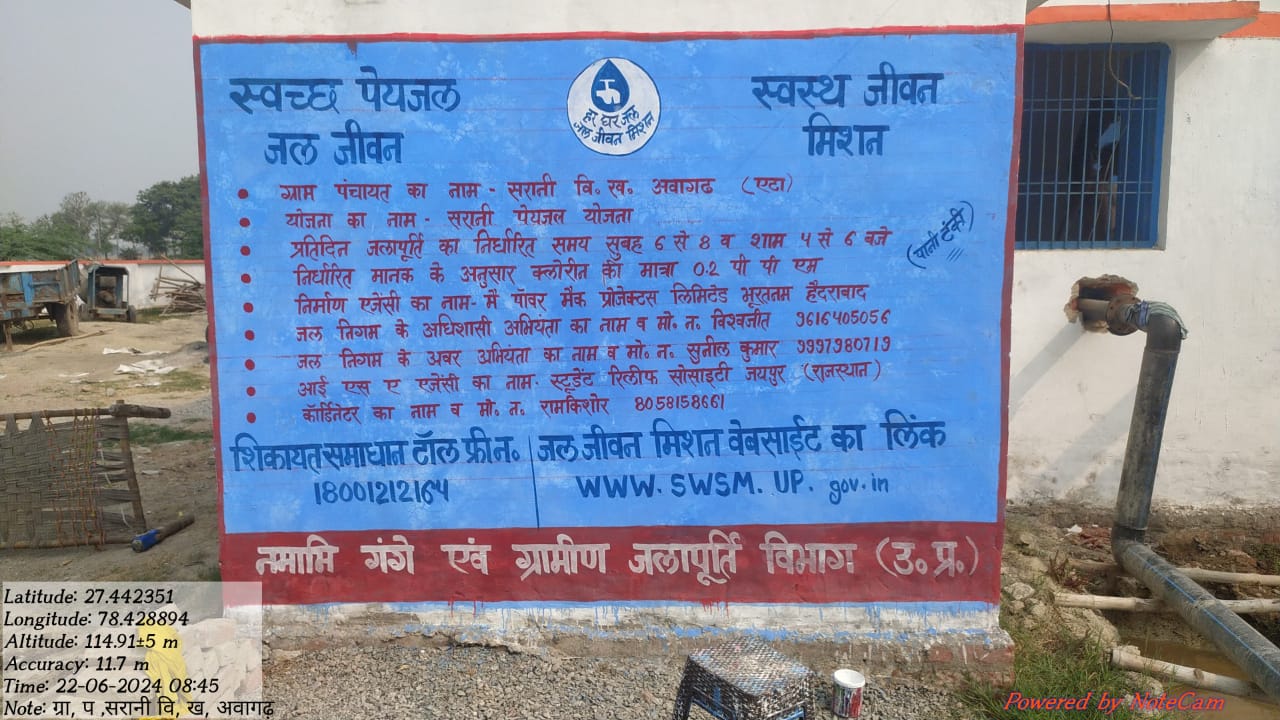 स्वच्छ पेयजल
जल जीवन
हर घर जल
जल जीवन मिशन
स्वस्थ जीवन
मिशन
• ग्राम पंचायत का नाम - सरानी वि० ख० अवागढ (एटा)
• योजना का नाम - सरानी पेयजल योजना
(पानी टंकी)
• प्रतिदिन जलापूर्ति का निर्धारित समय सुबह 6 से 8 व शाम 4 से 6 बजे
• निर्धारित मानक के अनुसार क्लोरीन की मात्रा 0.2 पी पी एम
• निर्माण एजेंसी का नाम- मै पॉवर मैक प्रोजेक्टस लिमिटेड भूरतनम हैदराबाद
• जल निगम के अधिशासी अभियंता का नाम व मो० न० विश्वजीत 9616405056
• जल निगम के अवर अभियंता का नाम व मो० न० सुनील कुमार 9997980719
• आई एस ए एजेंसी का नाम- स्टूडेंट रिलीफ सोसाइटी जयपुर (राजस्थान)
• कॉर्डिनेटर का नाम व मो० न० रामकिशोर 8058158661
शिकायत समाधान टॉल फ्री न०
18001212164
जल जीवन मिशन वेबसाईट का लिंक
WWW. SWSM. UP. gov.in
नमामि गंगे एवं ग्रामीण जलापूर्ति विभाग (उ० प्र०)
Latitude: 27.442351
Longitude: 78.428894
Altitude: 114.91±5 m
Accuracy: 11.7 m
Time: 22-06-2024 08:45
Note: ग्रा, प ,सरानी वि, ख, अवागढ़
Powered by NoteCam